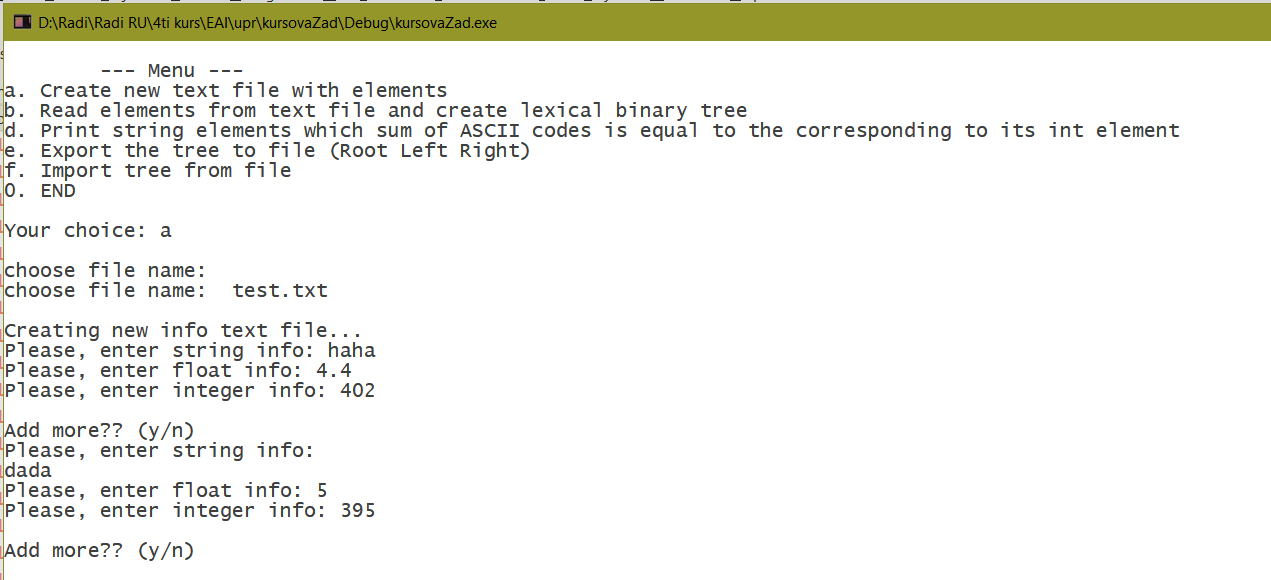 D:\Radi\Radi RU\4ti kurs\EAI\upr\kursovaZad\Debug\kursovaZad.exe
--- Menu ---
a. Create new text file with elements
b. Read elements from text file and create lexical binary tree
d. Print string elements which sum of ASCII codes is equal to the corresponding to its int element
e. Export the tree to file (Root Left Right)
f. Import tree from file
0. END
Your choice: a
choose file name:
choose file name:  test.txt
Creating new info text file...
Please, enter string info: haha
Please, enter float info: 4.4
Please, enter integer info: 402
Add more?? (y/n)
Please, enter string info:
dada
Please, enter float info: 5
Please, enter integer info: 395
Add more?? (y/n)